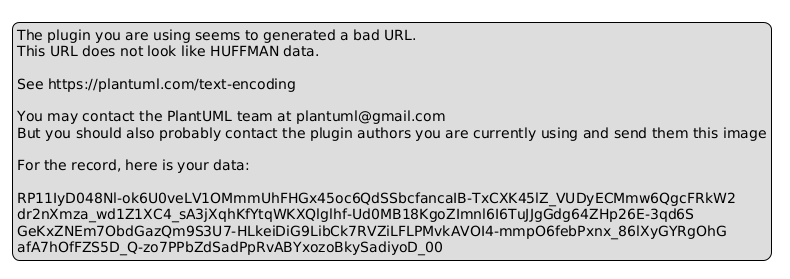 The plugin you are using seems to generated a bad URL.
This URL does not look like HUFFMAN data.
See https://plantuml.com/text-encoding
You may contact the PlantUML team at plantuml@gmail.com
But you should also probably contact the plugin authors you are currently using and send them this image
For the record, here is your data:
RP11IyD048Nl-ok6U0veLV1OMmmUhFHGx45oc6QdSSbcfancaIB-TxCXK45lZ_VUDyECMmw6QgcFRkW2
dr2nXmza_wd1Z1XC4_sA3jXqhKfYtqWKXQlglhf-Ud0MB18KgoZImnl6I6TuJJgGdg64ZHp26E-3qd6S
GeKxZNEm7ObdGazQm9S3U7-HLkeiDiG9LibCk7RVZiLFLPMvkAVOI4-mmpO6febPxnx_86lXyGYRgOhG
afA7hOfFZS5D_Q-zo7PPbZdSadPpRvABYxozoBkySadiyoD_00